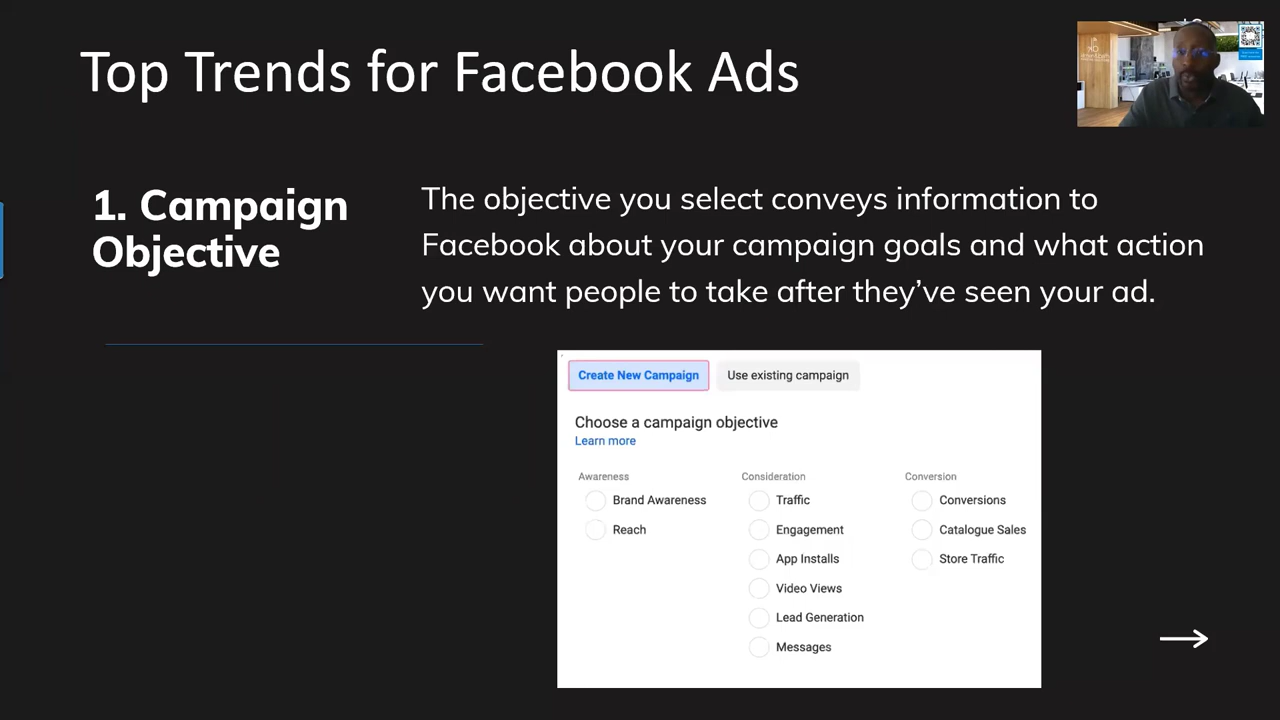 Top Trends for Facebook Ads
1. Campaign
Objective
The objective you select conveys information to
Facebook about your campaign goals and what action
you want people to take after they’ve seen your ad.
Create New Campaign
Use existing campaign
Choose a campaign objective
Learn more
Awareness
Brand Awareness
Reach
Consideration
Traffic
Engagement
App Installs
Video Views
Lead Generation
Messages
Conversion
Conversions
Catalogue Sales
Store Traffic